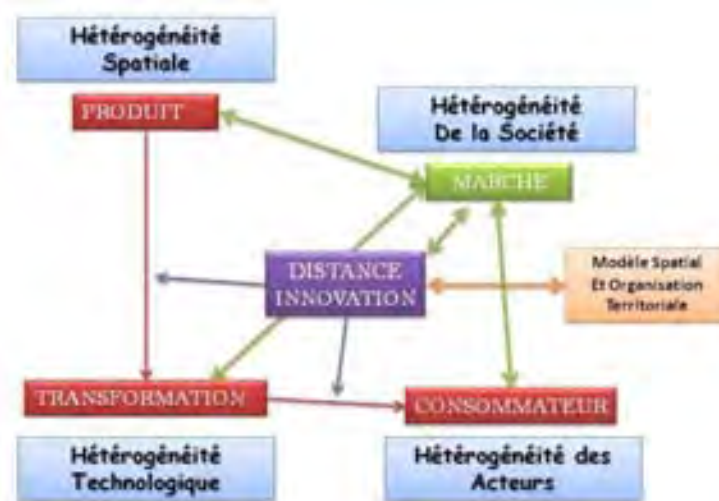 Hétérogénéité
Spatiale
PRODUIT
Hétérogénéité
De la Société
MARCHE
DISTANCE
INNOVATION
Modèle Spatial
Et Organisation
Territoriale
TRANSFORMATION
CONSOMMATEUR
Hétérogénéité
Technologique
Hétérogénéité des
Acteurs